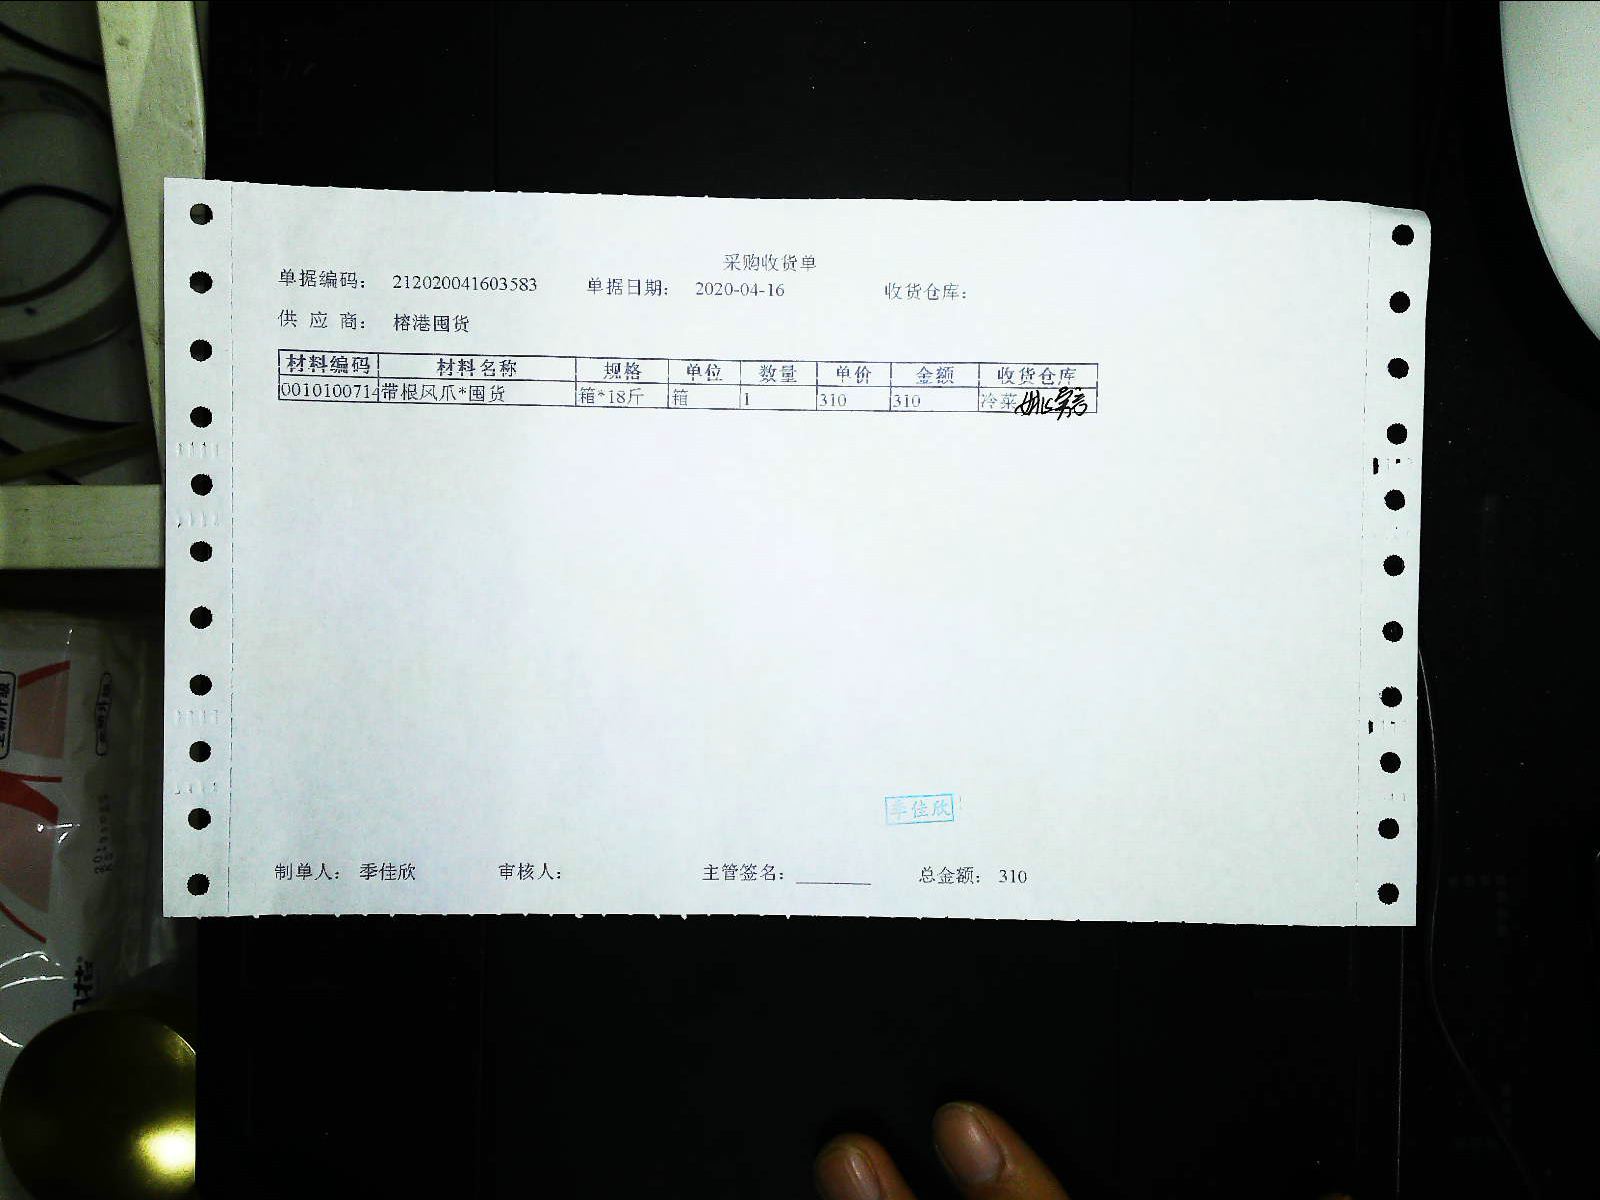 采购收货单
单据编码： 212020041603583 单据日期： 2020-04-16 收货仓库：
供 应 商： 榕港囤货
材料编码 材料名称 规格 单位 数量 单价 金额 收货仓库
0010100714 带根凤爪*囤货 箱*18斤 箱 1 310 310 冷菜
季佳欣
制单人： 季佳欣 审核人： 主管签名： 总金额： 310